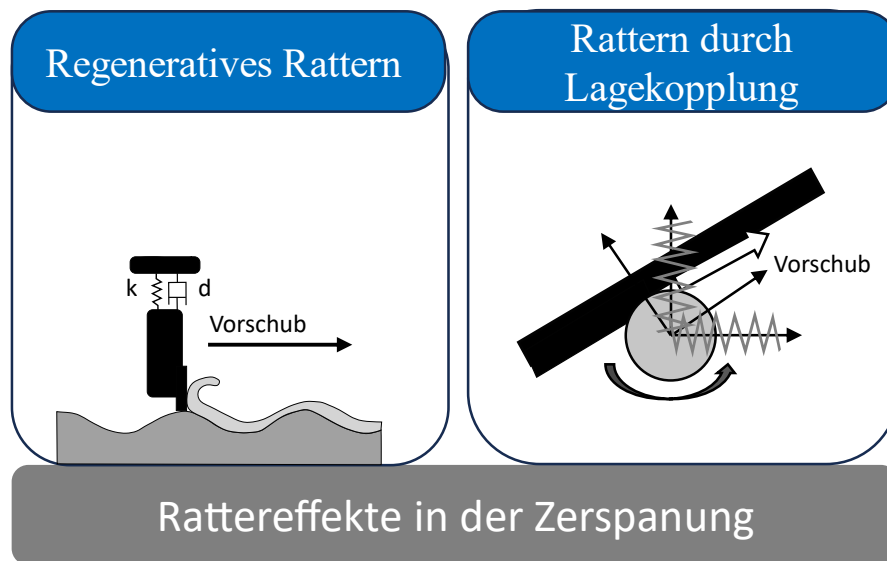 Regeneratives Rattern
Rattern durch
Lagekopplung
k
d
Vorschub
Vorschub
Rattereffekte in der Zerspanung